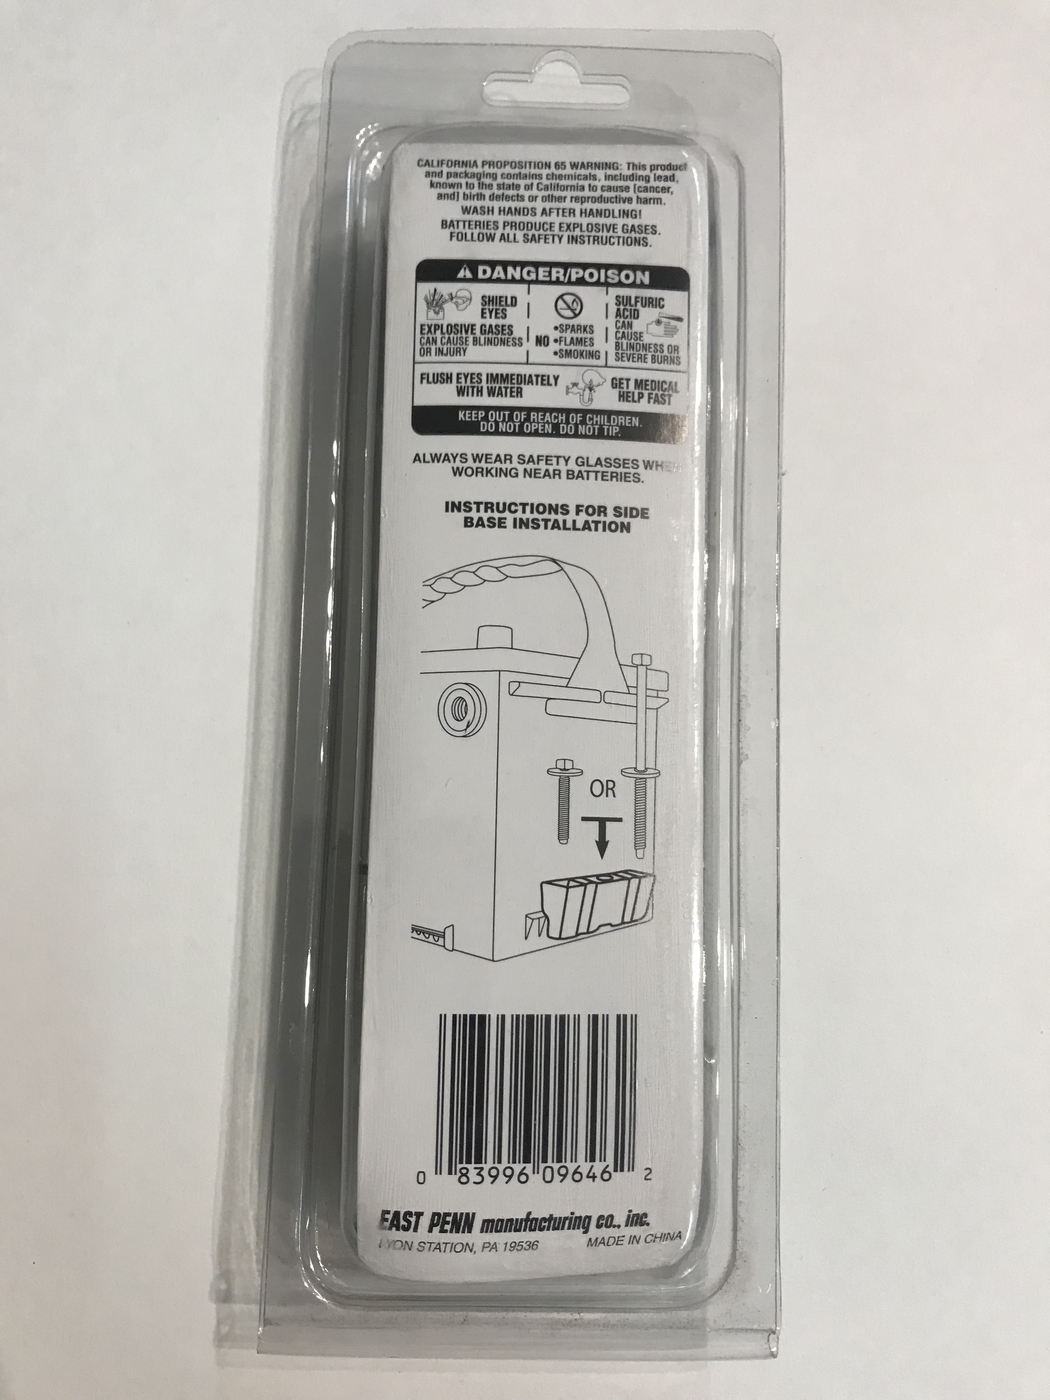 CALIFORNIA PROPOSITION 65 WARNING: This product
and packaging contains chemicals, including lead,
known to the state of California to cause [cancer,
and] birth defects or other reproductive harm.
WASH HANDS AFTER HANDLING!
BATTERIES PRODUCE EXPLOSIVE GASES.
FOLLOW ALL SAFETY INSTRUCTIONS.
DANGER/POISON
SHIELD
EYES
EXPLOSIVE GASES
CAN CAUSE BLINDNESS
OR INJURY
NO
•SPARKS
•FLAMES
•SMOKING
SULFURIC
ACID
CAN
CAUSE
BLINDNESS OR
SEVERE BURNS
FLUSH EYES IMMEDIATELY
WITH WATER
GET MEDICAL
HELP FAST
KEEP OUT OF REACH OF CHILDREN.
DO NOT OPEN. DO NOT TIP.
ALWAYS WEAR SAFETY GLASSES WHEN
WORKING NEAR BATTERIES.
INSTRUCTIONS FOR SIDE
BASE INSTALLATION
OR
0 83996 09646 2
EAST PENN manufacturing co., inc.
LYON STATION, PA 19536 MADE IN CHINA